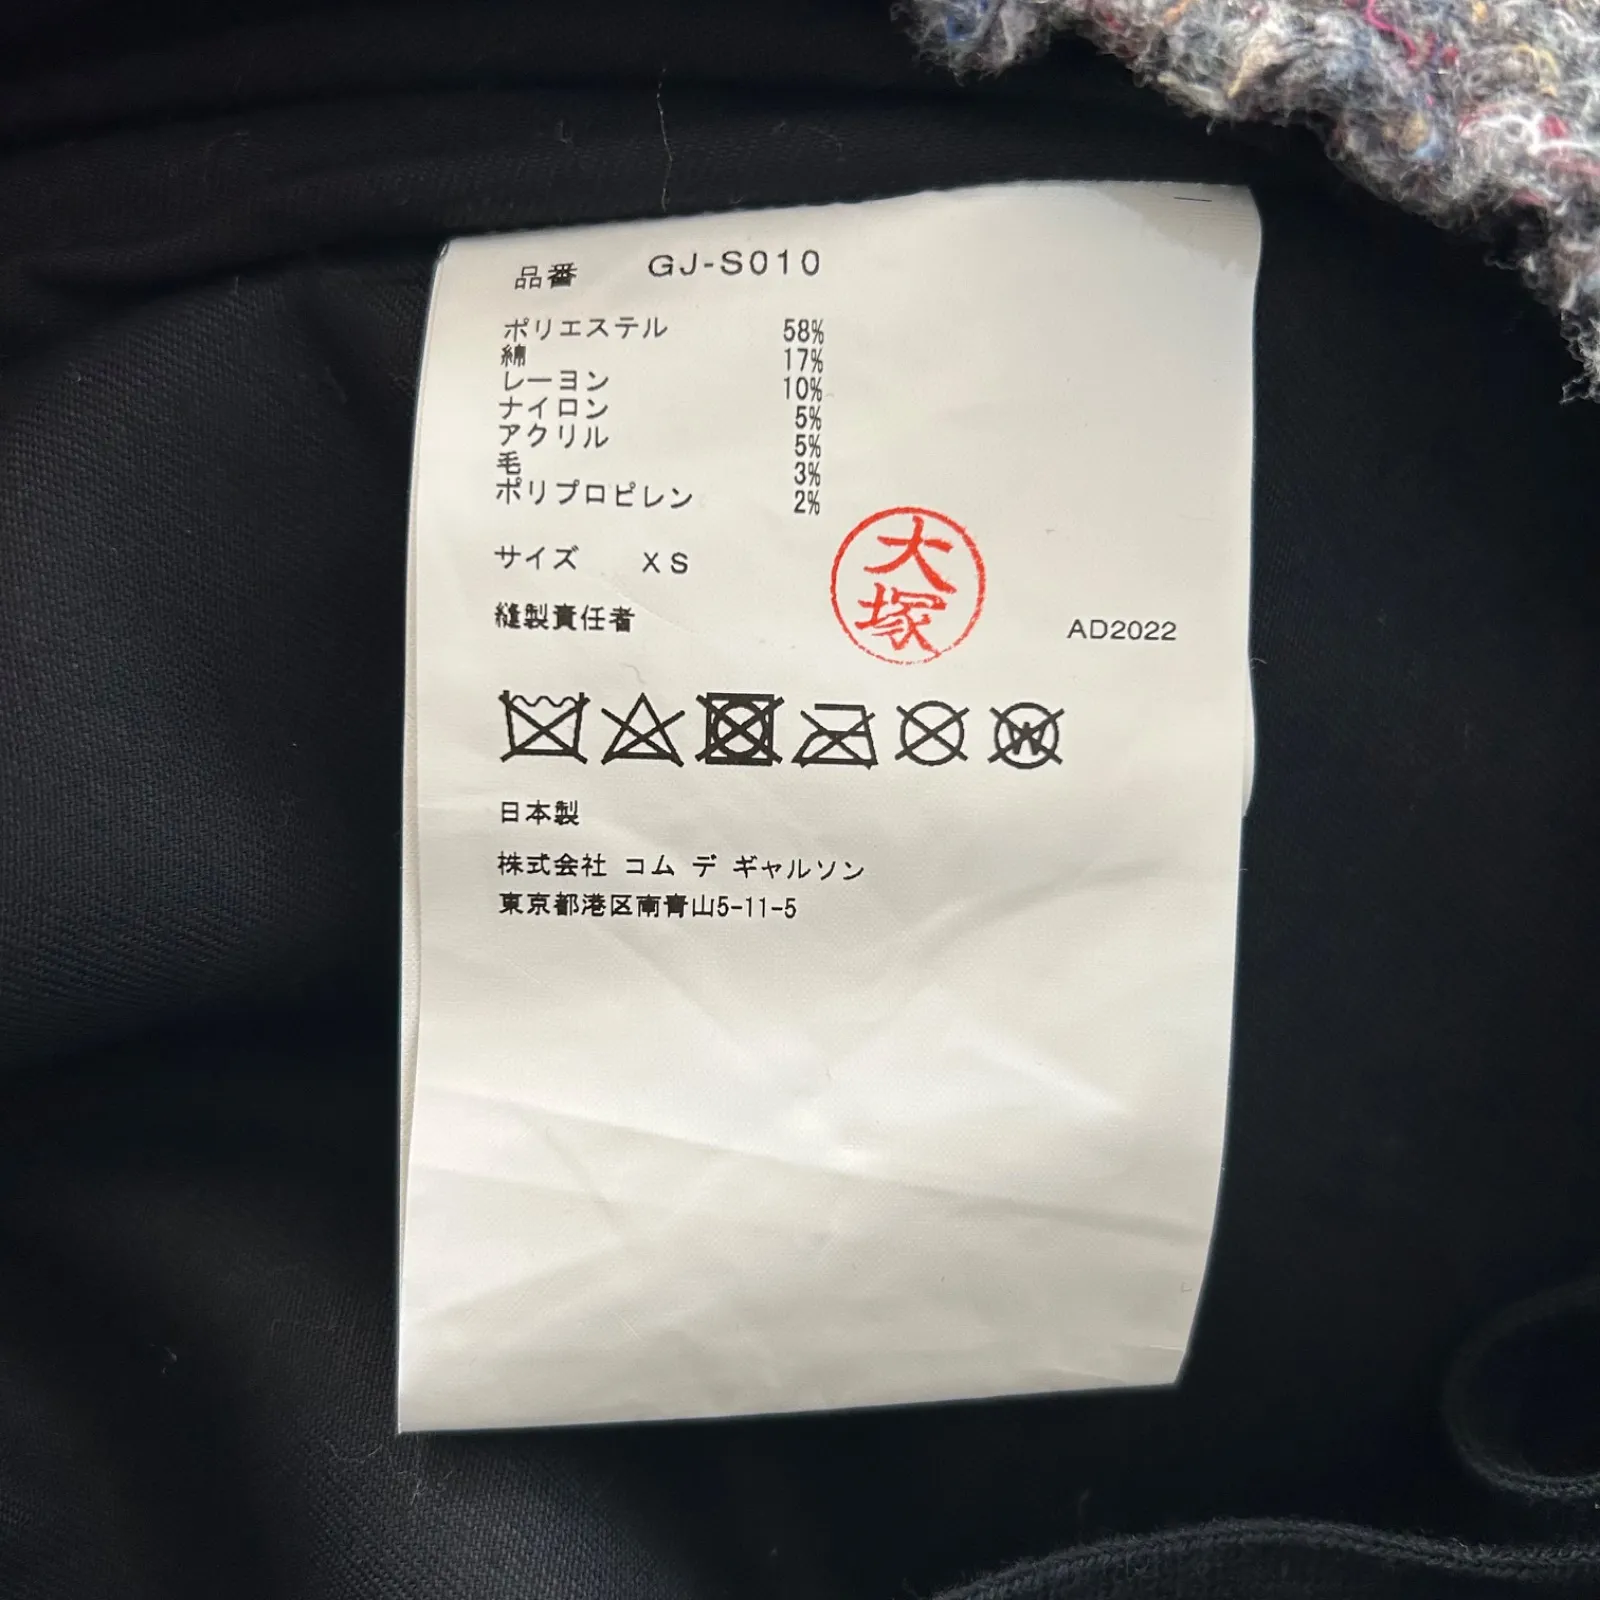 品番 GJ-S010
ポリエステル 58%
綿 17%
レーヨン 10%
ナイロン 5%
アクリル 5%
毛 3%
ポリプロピレン 2%
サイズ XS
大塚
縫製責任者 AD2022
W
日本製
株式会社 コム デ ギャルソン
東京都港区南青山5-11-5